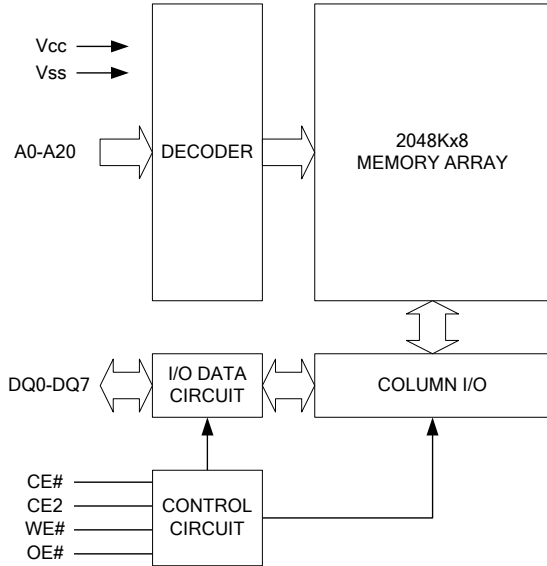 Vcc
Vss
A0-A20
DECODER
2048Kx8
MEMORY ARRAY
DQ0-DQ7
I/O DATA
CIRCUIT
COLUMN I/O
CE#
CE2
WE#
OE#
CONTROL
CIRCUIT